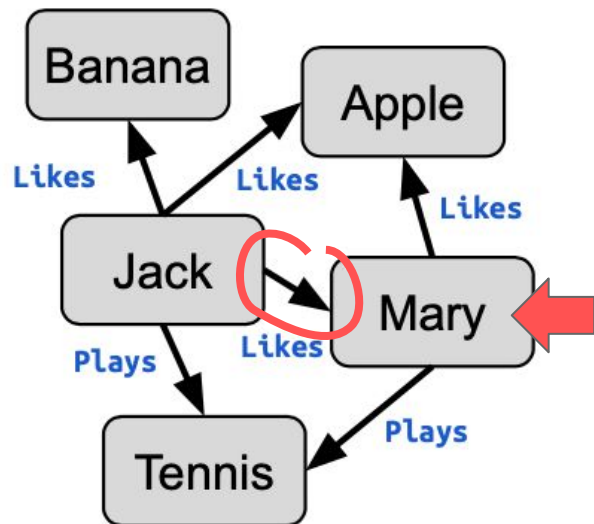 Banana
Apple
Likes
Likes
Likes
Jack
Mary
Likes
Plays
Plays
Tennis